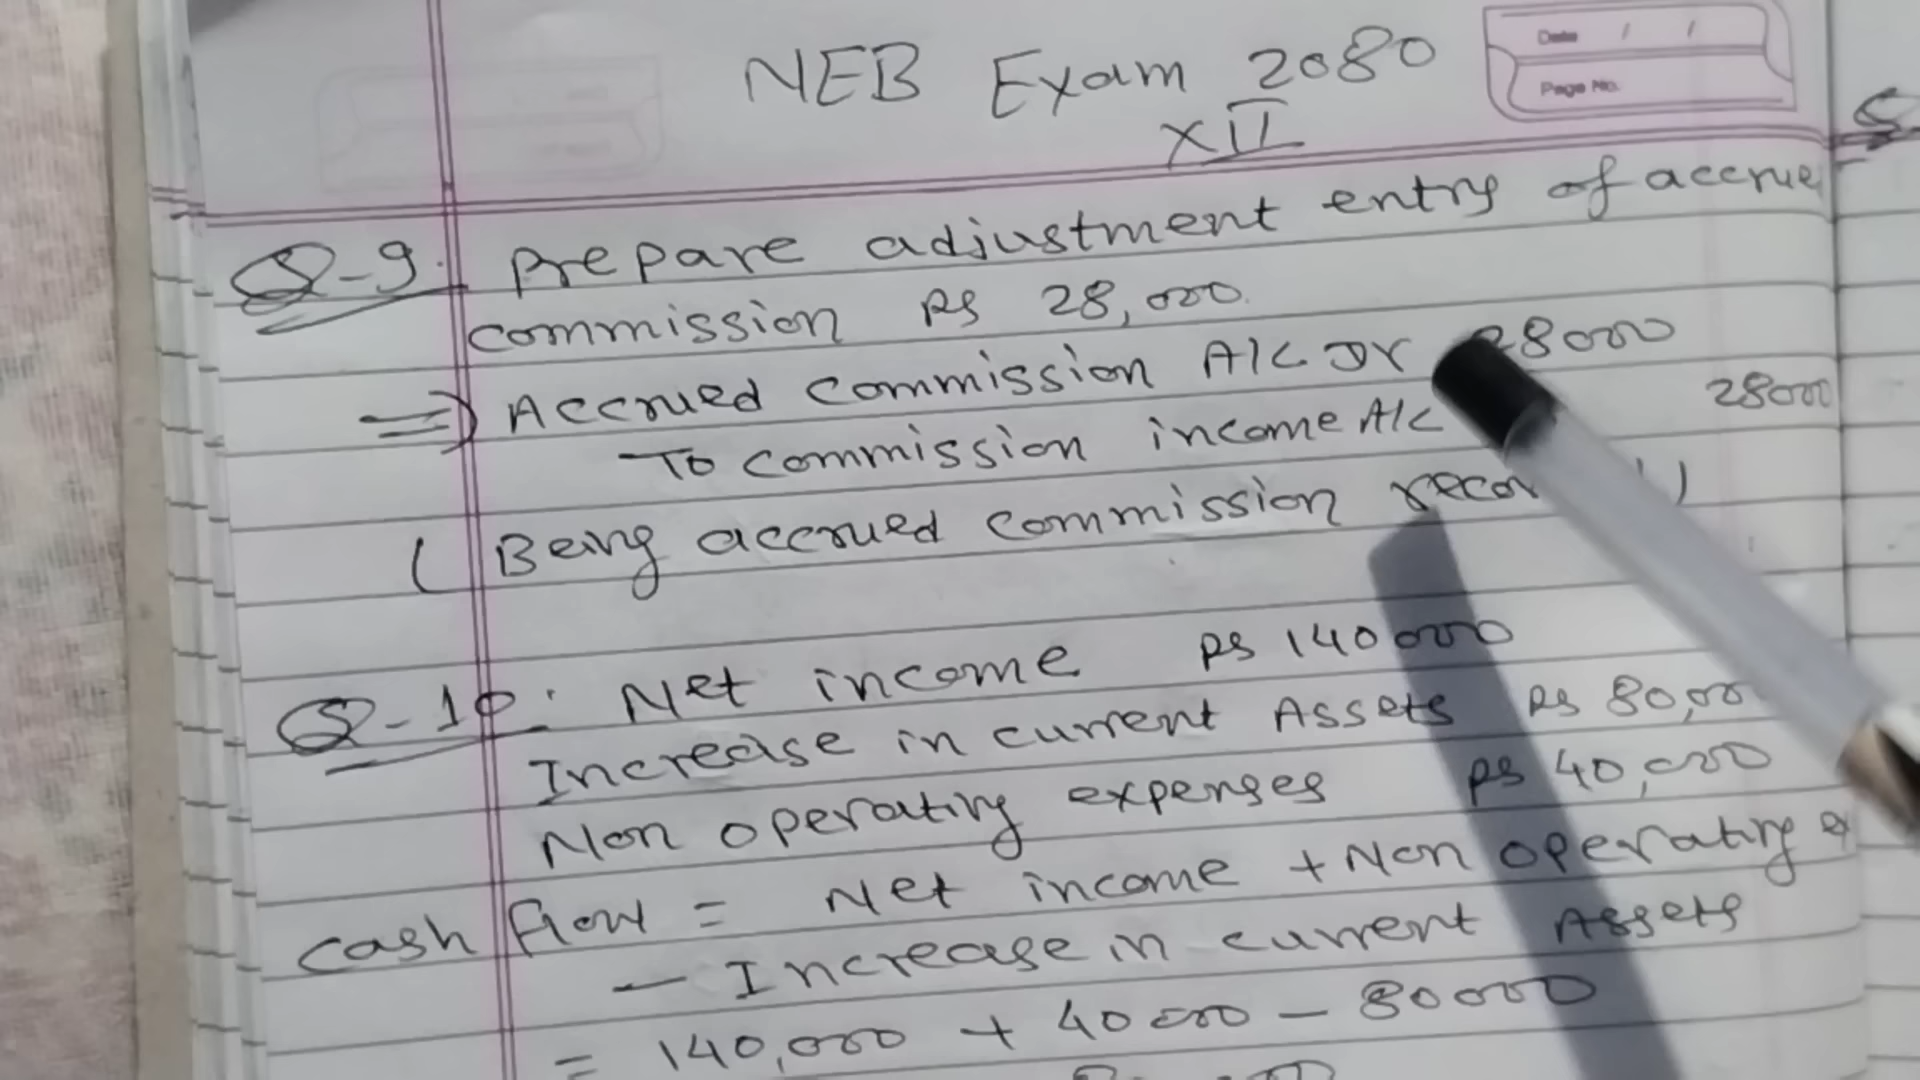 NEB Exam 2080
XII
Date / /
Page No.
Q-9. Prepare adjustment entry of accrue
commission Rs 28,000.
=> Accrued commission A/C Dr 28000
To commission income A/C 28000
( Being accrued commission recor )
Q-10. Net income Rs 140000
Increase in current Assets Rs 80,00
Non operating expenses Rs 40,000
cash flow = Net income + Non operating ex
- Increase in current Assets
= 140,000 + 40000 - 80000